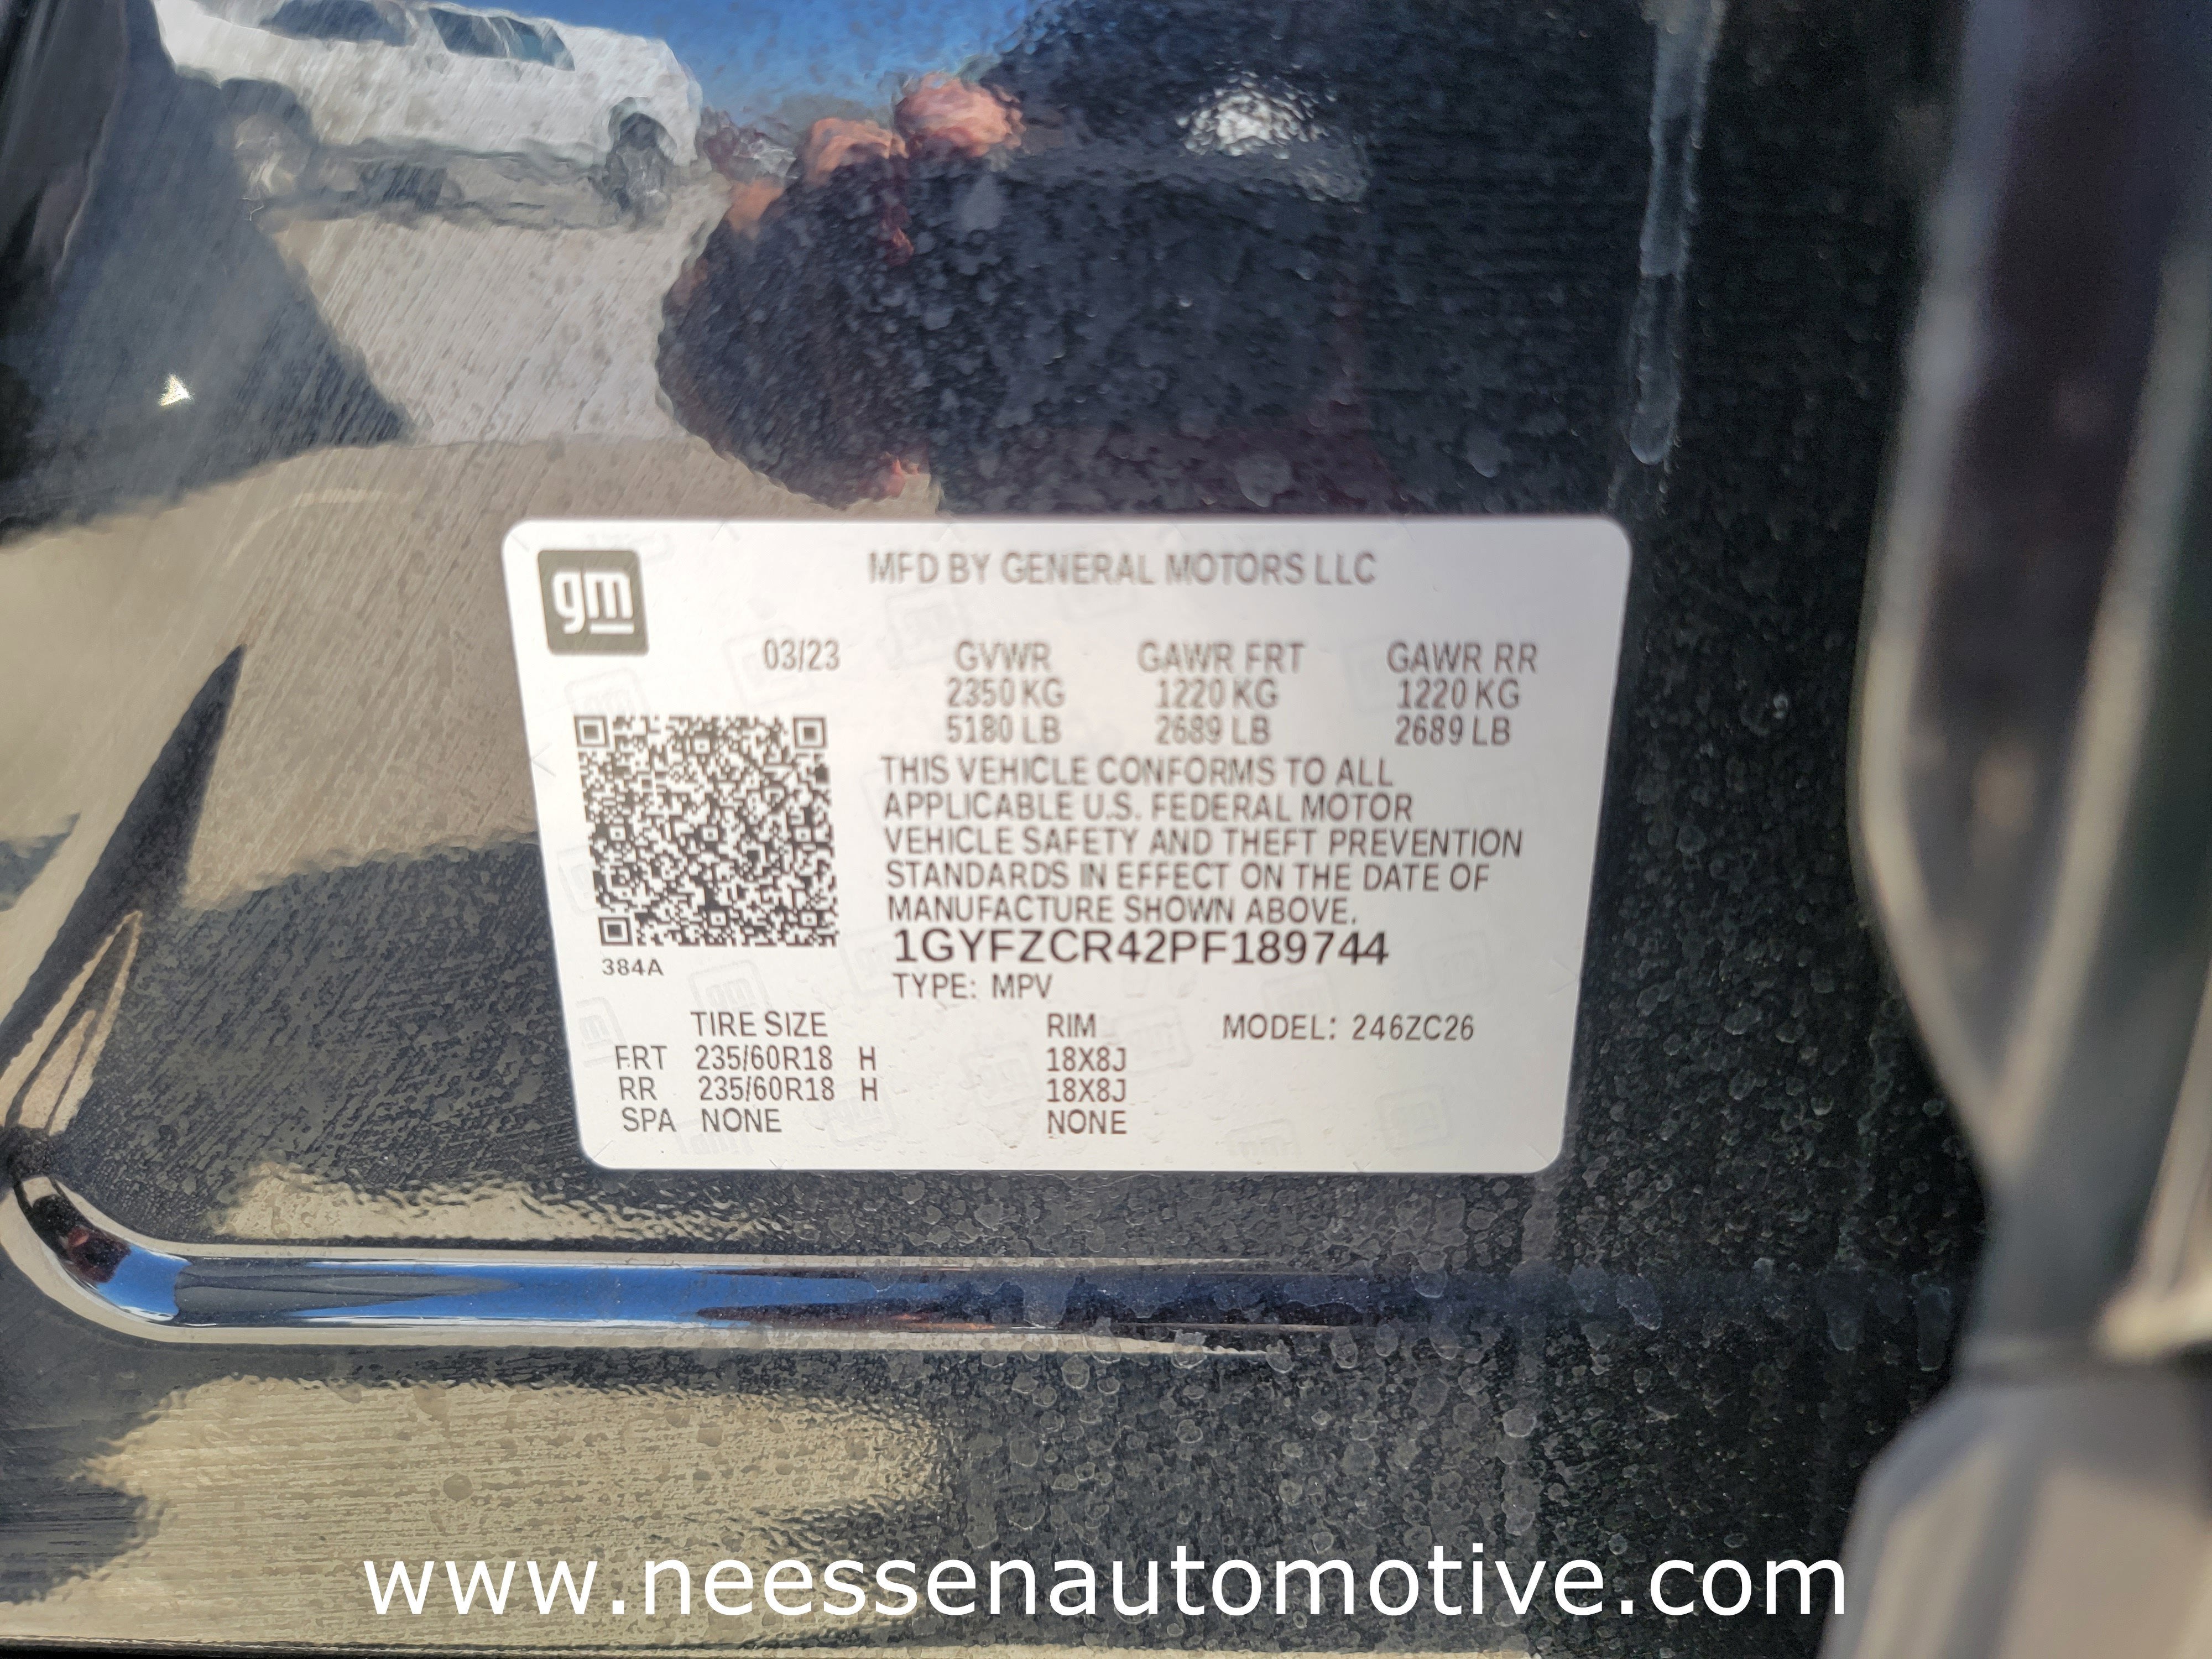 gm
MFD BY GENERAL MOTORS LLC
03/23 GVWR GAWR FRT GAWR RR
2350 KG 1220 KG 1220 KG
5180 LB 2689 LB 2689 LB
THIS VEHICLE CONFORMS TO ALL
APPLICABLE U.S. FEDERAL MOTOR
VEHICLE SAFETY AND THEFT PREVENTION
STANDARDS IN EFFECT ON THE DATE OF
MANUFACTURE SHOWN ABOVE.
1GYFZCR42PF189744
384A
TYPE: MPV
TIRE SIZE RIM MODEL: 246ZC26
FRT 235/60R18 H 18X8J
RR 235/60R18 H 18X8J
SPA NONE NONE
www.neessenautomotive.com